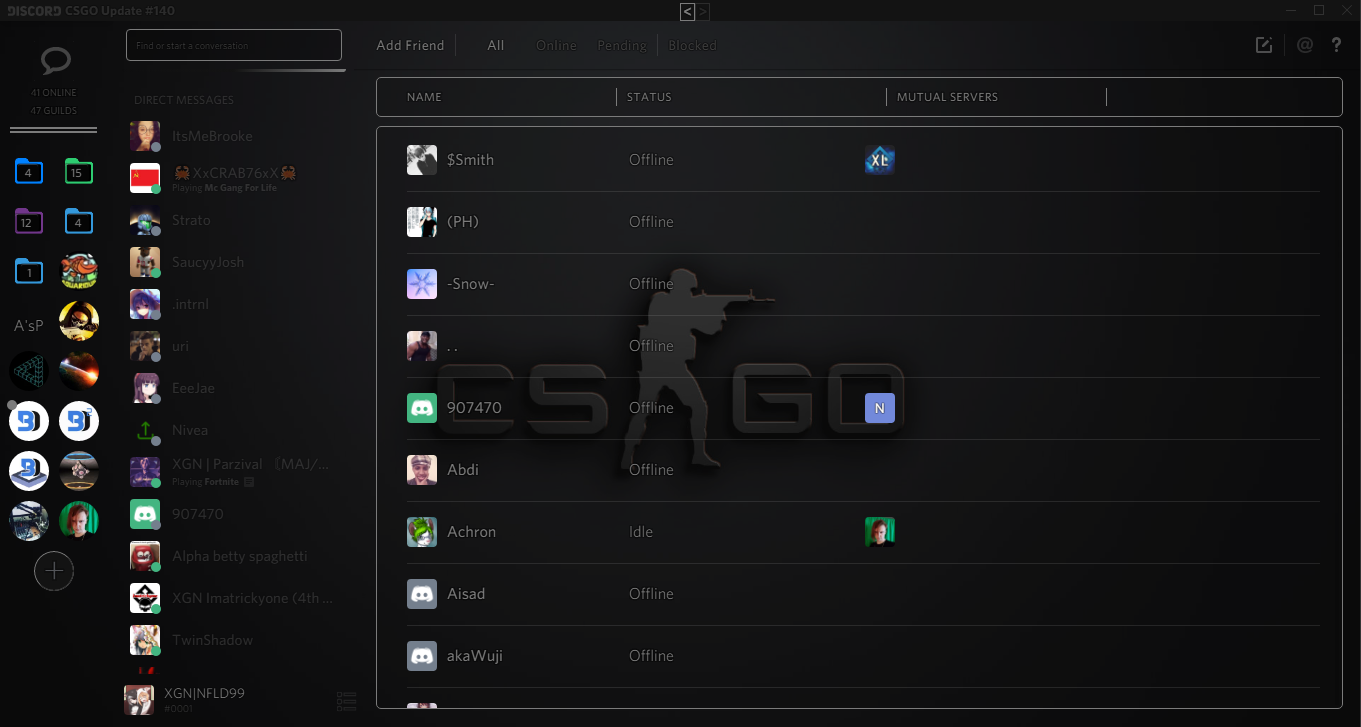 DISCORD CSGO Update #140
< >
41 ONLINE
47 GUILDS
4
15
12
4
1
A'sP
Find or start a conversation
DIRECT MESSAGES
ItsMeBrooke
🦀XxCRAB76xX🦀
Playing Mc Gang For Life
Strato
SaucyyJosh
.intrnl
uri
EeeJae
Nivea
XGN | Parzival 〖MAJ/...
Playing Fortnite
907470
Alpha betty spaghetti
XGN Imatrickyone (4th ...
TwinShadow
XGN|NFLD99
#0001
Add Friend All Online Pending Blocked
@ ?
NAME STATUS MUTUAL SERVERS
$Smith Offline XL
(PH) Offline
-Snow- Offline
. . Offline
CS GO
907470 Offline N
Abdi Offline
Achron Idle
Aisad Offline
akaWuji Offline